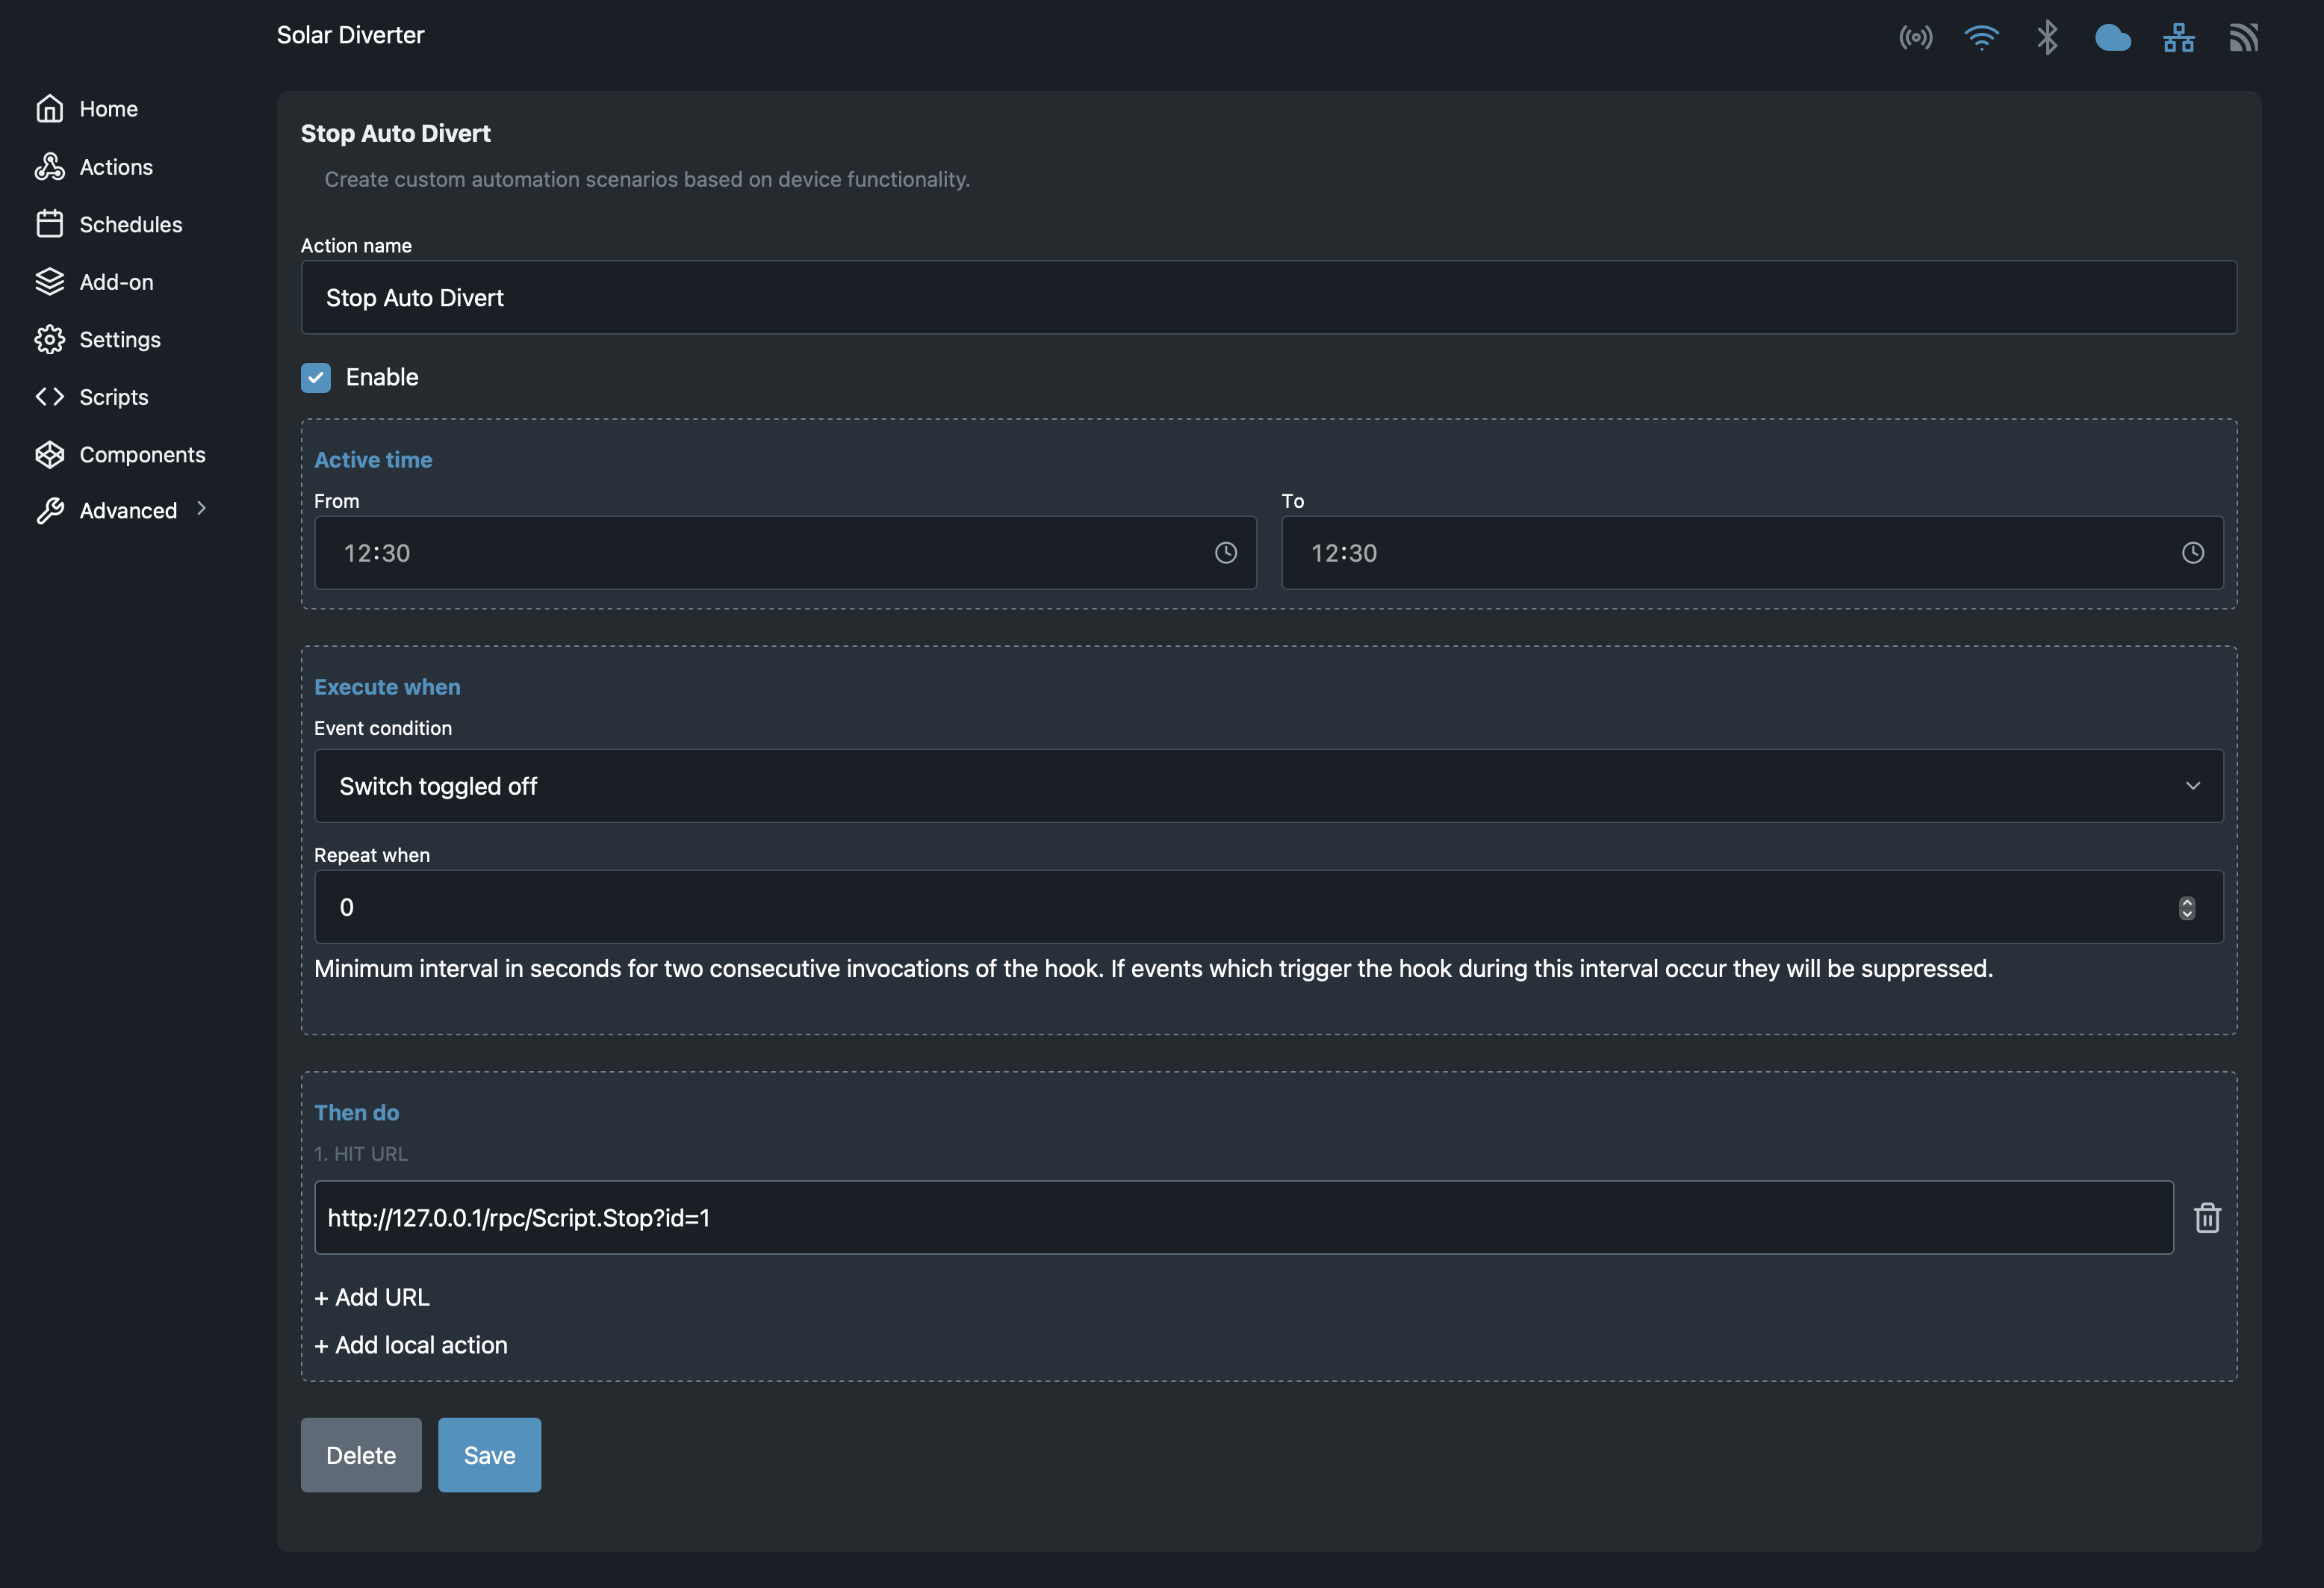 Solar Diverter
Home
Actions
Schedules
Add-on
Settings
Scripts
Components
Advanced
Stop Auto Divert
Create custom automation scenarios based on device functionality.
Action name
Stop Auto Divert
Enable
Active time
From
To
12:30
12:30
Execute when
Event condition
Switch toggled off
Repeat when
0
Minimum interval in seconds for two consecutive invocations of the hook. If events which trigger the hook during this interval occur they will be suppressed.
Then do
1. HIT URL
http://127.0.0.1/rpc/Script.Stop?id=1
+ Add URL
+ Add local action
Delete
Save